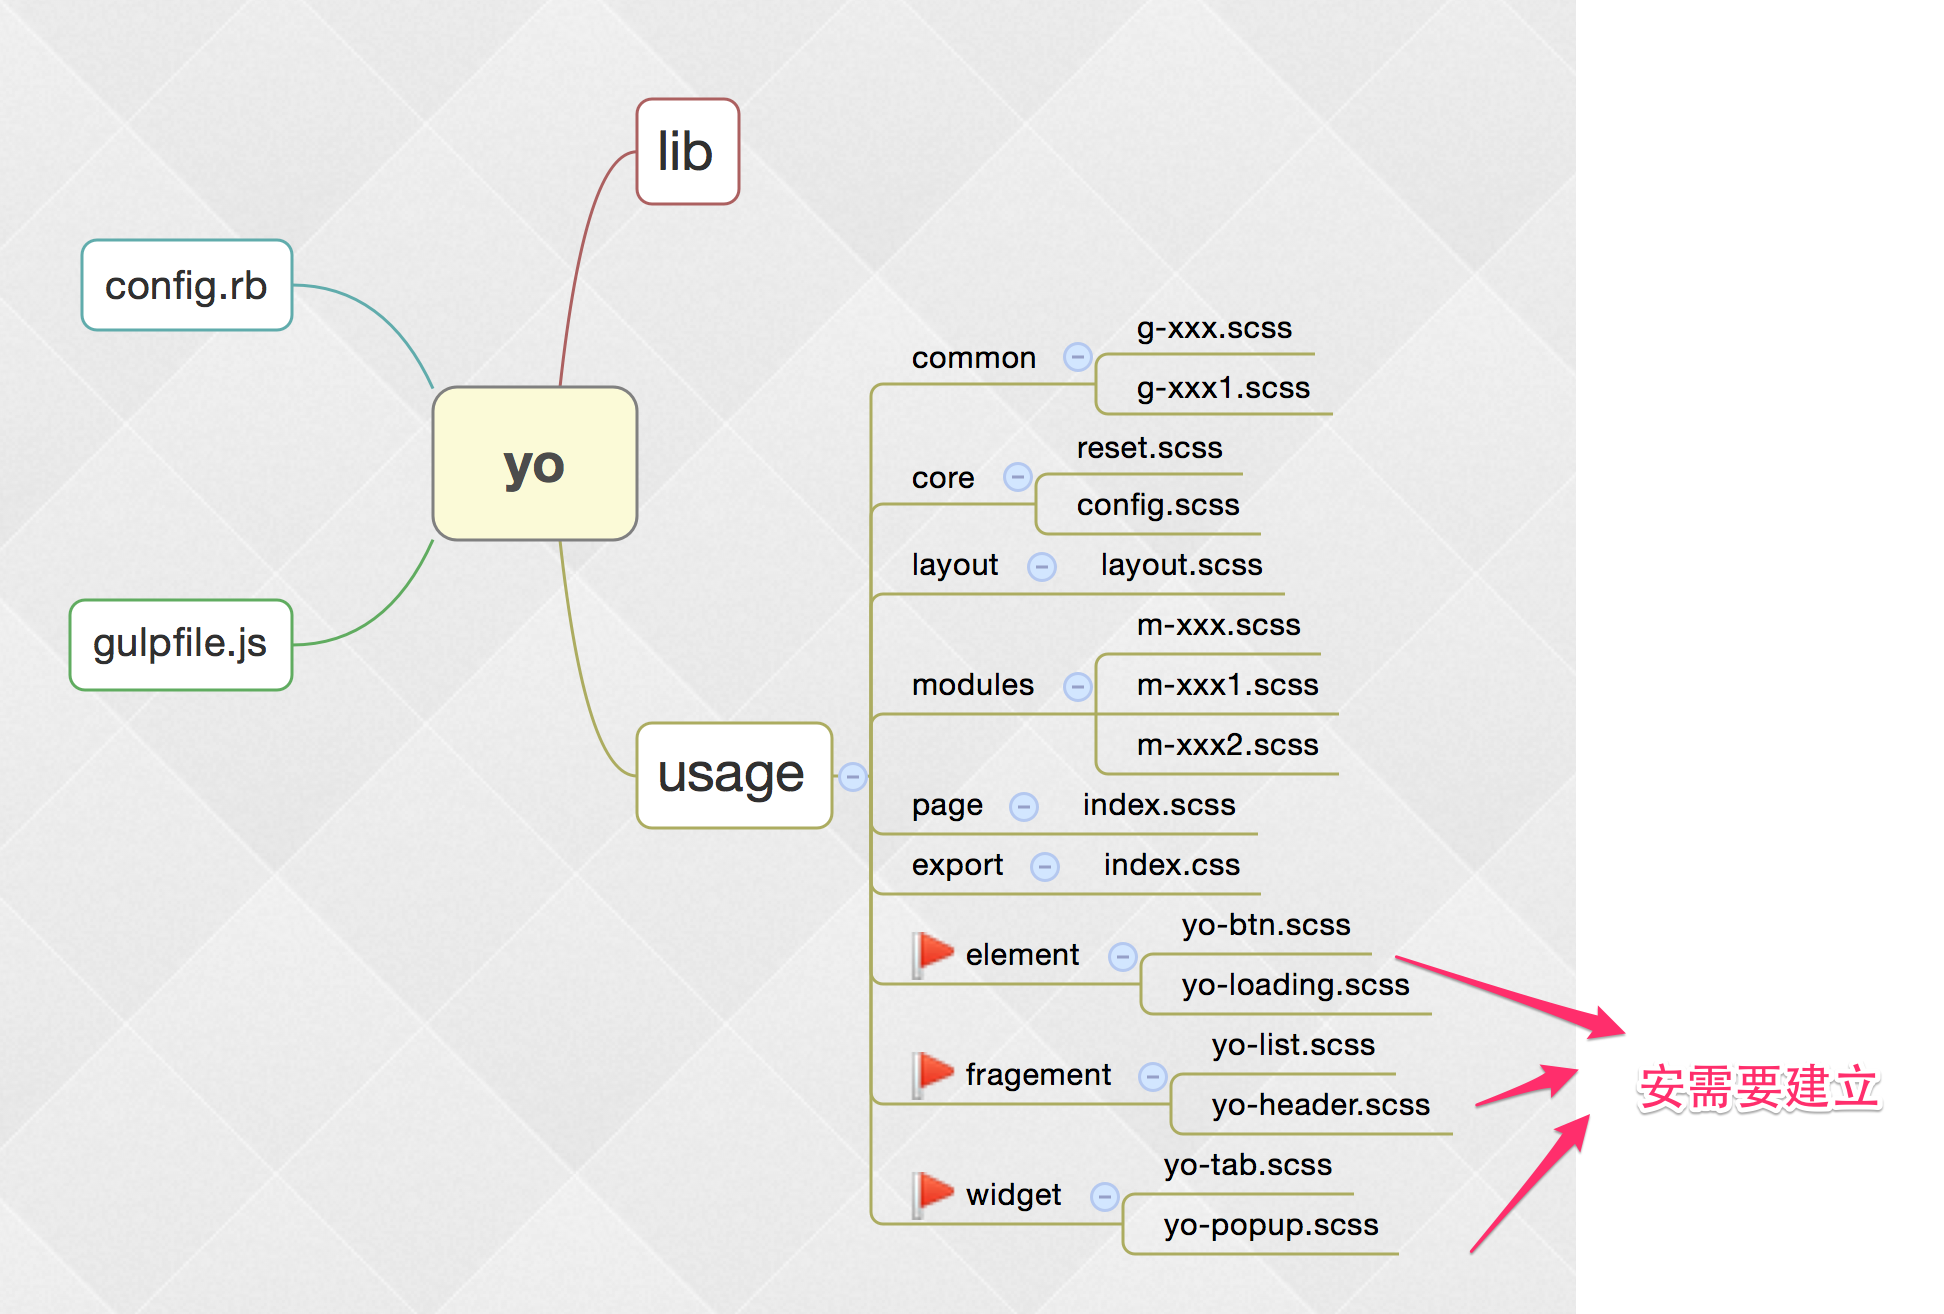 lib
config.rb
yo
gulpfile.js
usage
common
g-xxx.scss
g-xxx1.scss
core
reset.scss
config.scss
layout
layout.scss
modules
m-xxx.scss
m-xxx1.scss
m-xxx2.scss
page
index.scss
export
index.css
element
yo-btn.scss
yo-loading.scss
fragement
yo-list.scss
yo-header.scss
widget
yo-tab.scss
yo-popup.scss
安需要建立